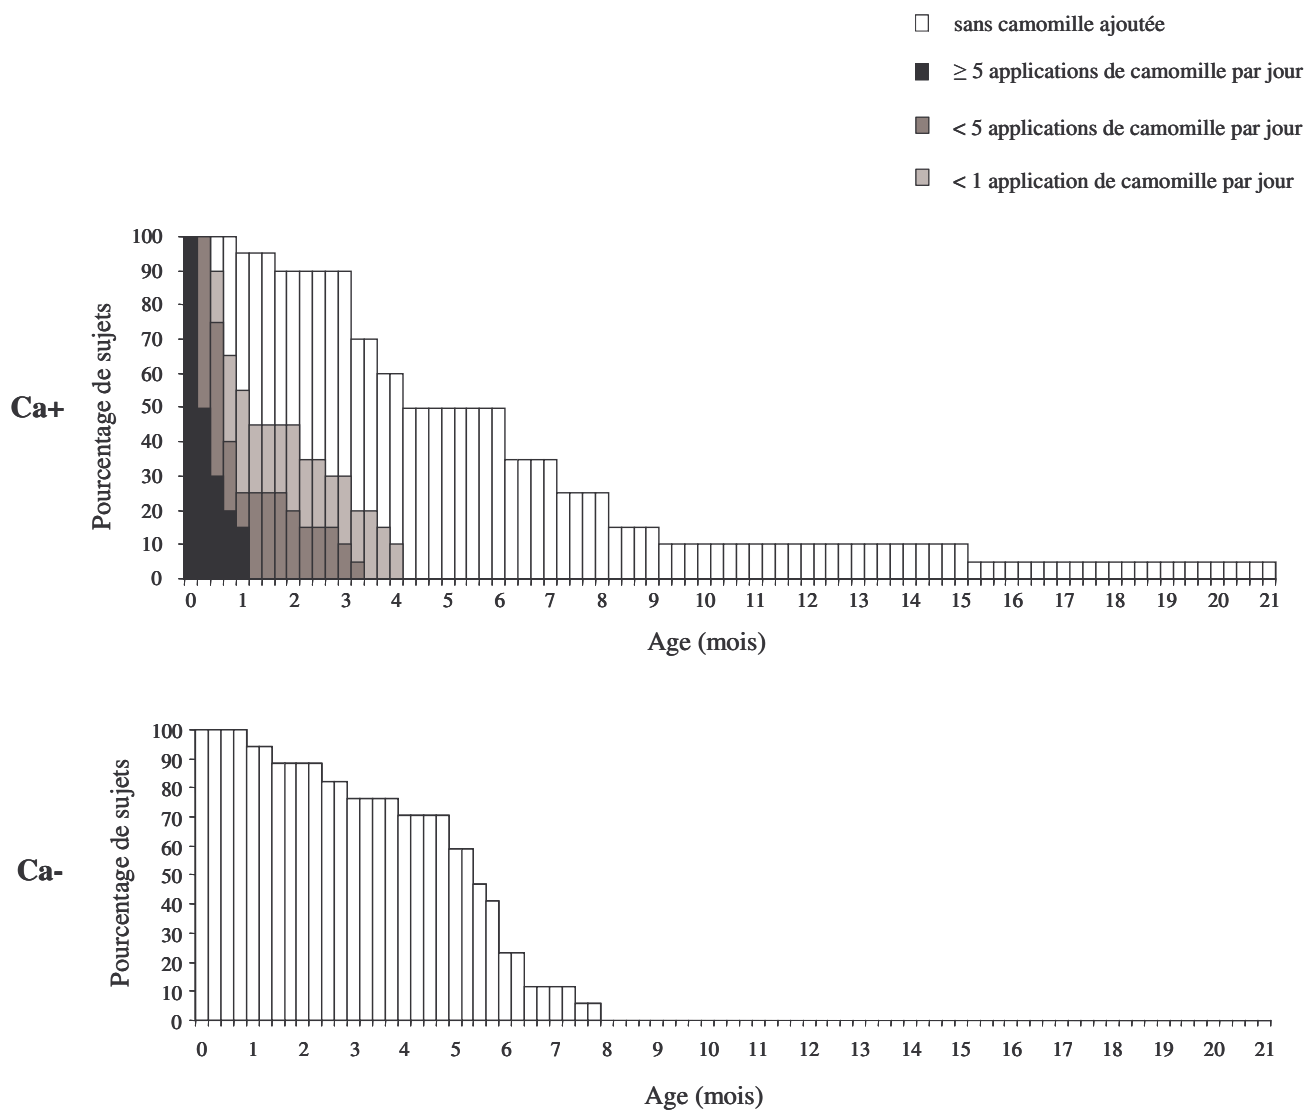 sans camomille ajoutée
≥ 5 applications de camomille par jour
< 5 applications de camomille par jour
< 1 application de camomille par jour
Ca+
Pourcentage de sujets
100
90
80
70
60
50
40
30
20
10
0
0 1 2 3 4 5 6 7 8 9 10 11 12 13 14 15 16 17 18 19 20 21
Age (mois)
Ca-
Pourcentage de sujets
100
90
80
70
60
50
40
30
20
10
0
0 1 2 3 4 5 6 7 8 9 10 11 12 13 14 15 16 17 18 19 20 21
Age (mois)